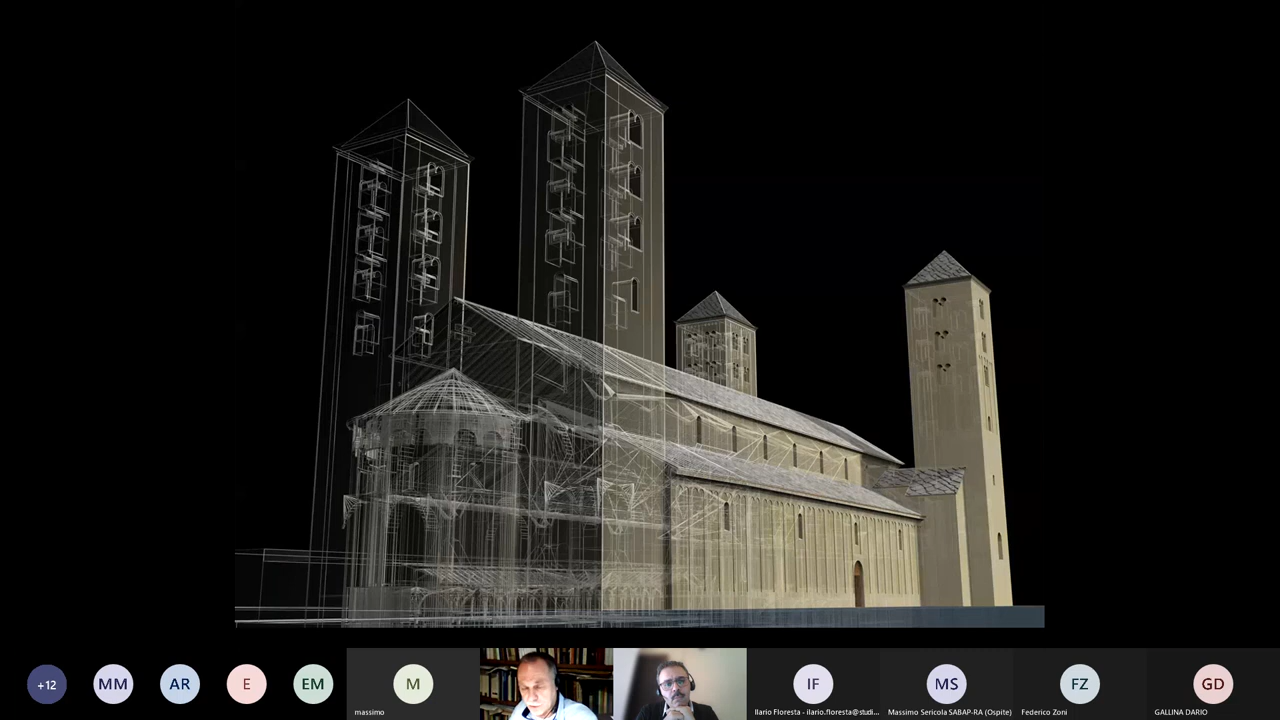 +12
MM
AR
E
EM
M
massimo
IF
Ilario Floresta - ilario.floresta@studi...
MS
Massimo Sericola SABAP-RA (Ospite)
FZ
Federico Zoni
GD
GALLINA DARIO